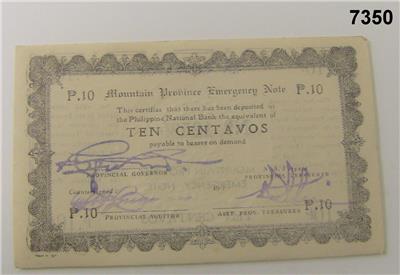 7350
P.10 Mountain Province Emergency Note P.10
This certifies that there has been deposited in
the Philippine National Bank the equivalent of
TEN CENTAVOS
payable to bearer on demand
PROVINCIAL GOVERNOR PROVINCIAL TREASURER
Countersigned: By
P.10 PROVINCIAL AUDITOR ASST. PROV. TREASURER P.10